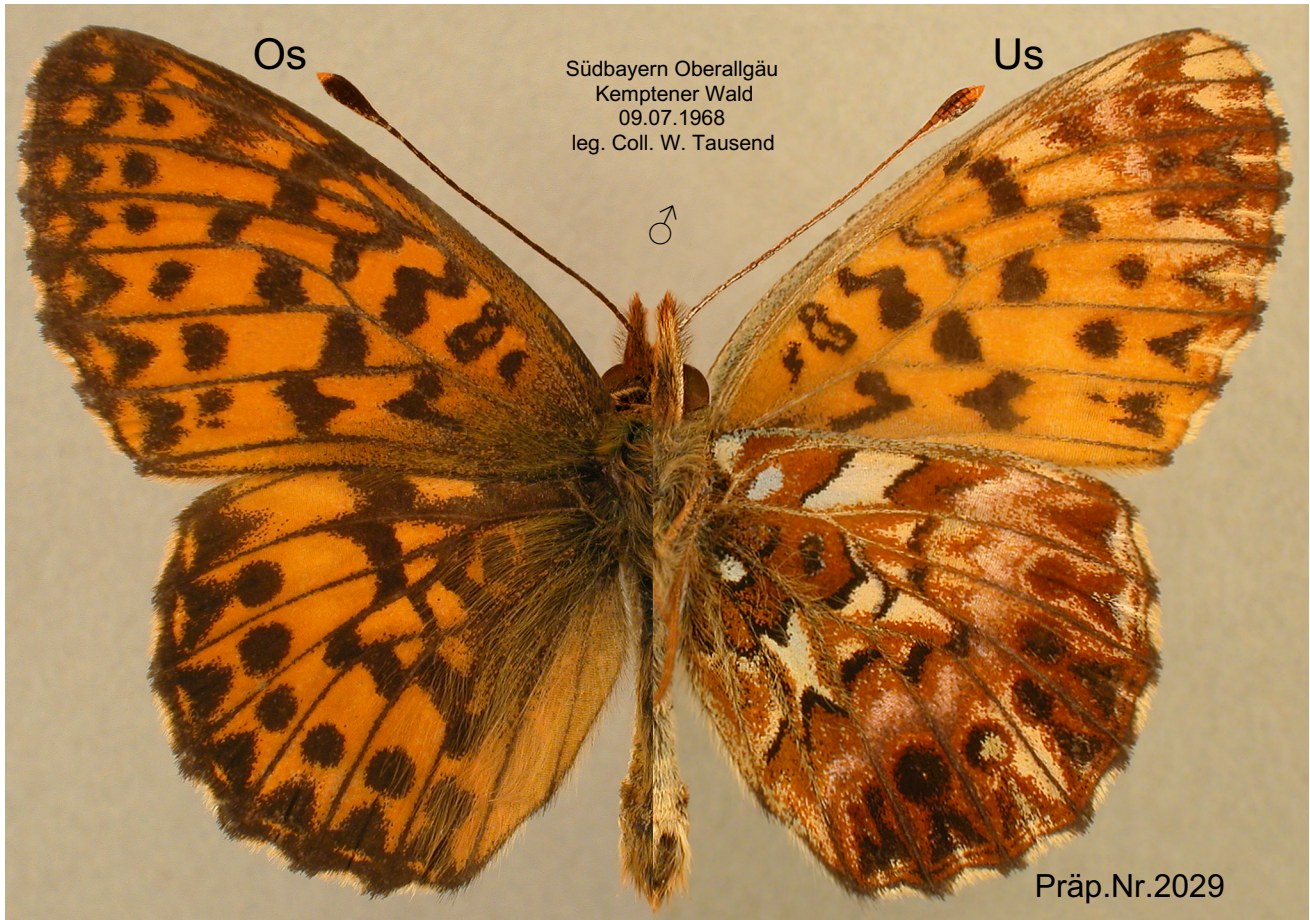 Os
Südbayern Oberallgäu
Kemptener Wald
09.07.1968
leg. Coll. W. Tausend
♂
Us
Präp.Nr.2029